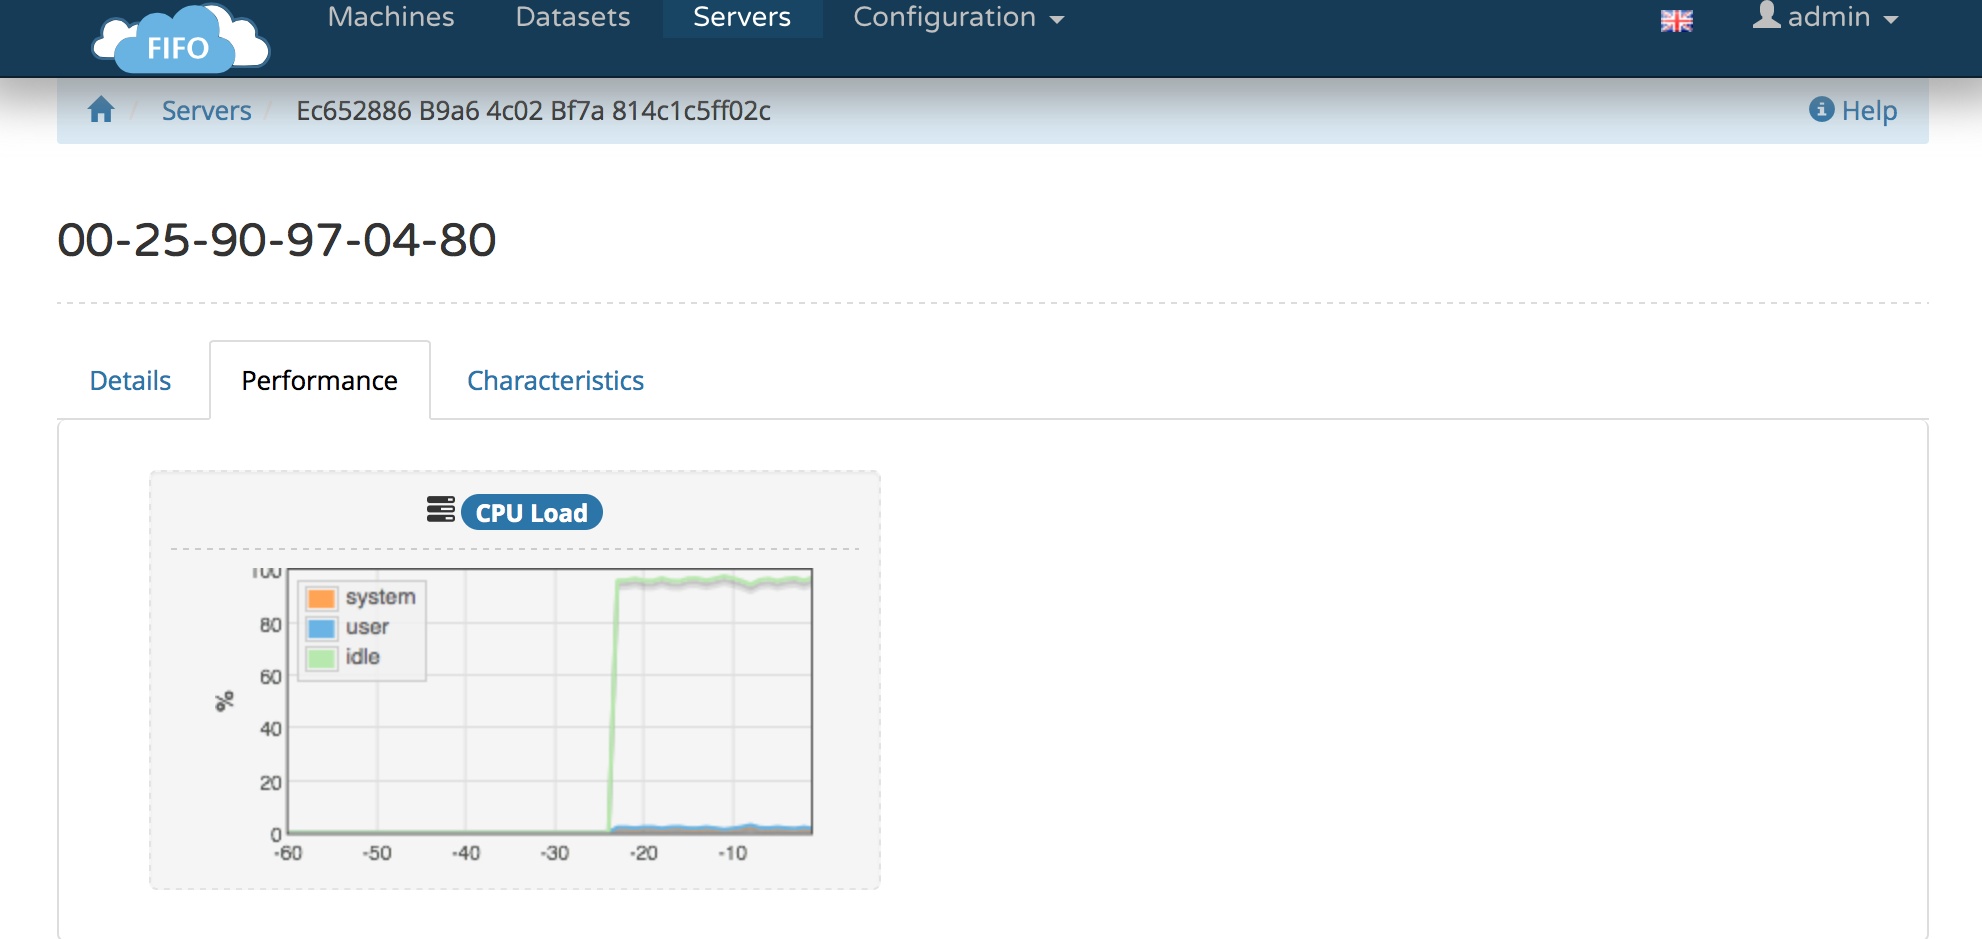 FIFO
Machines Datasets Servers Configuration admin
Servers Ec652886 B9a6 4c02 Bf7a 814c1c5ff02c Help
00-25-90-97-04-80
Details Performance Characteristics
CPU Load
100
system
80
user
idle
60
%
40
20
0
-60 -50 -40 -30 -20 -10